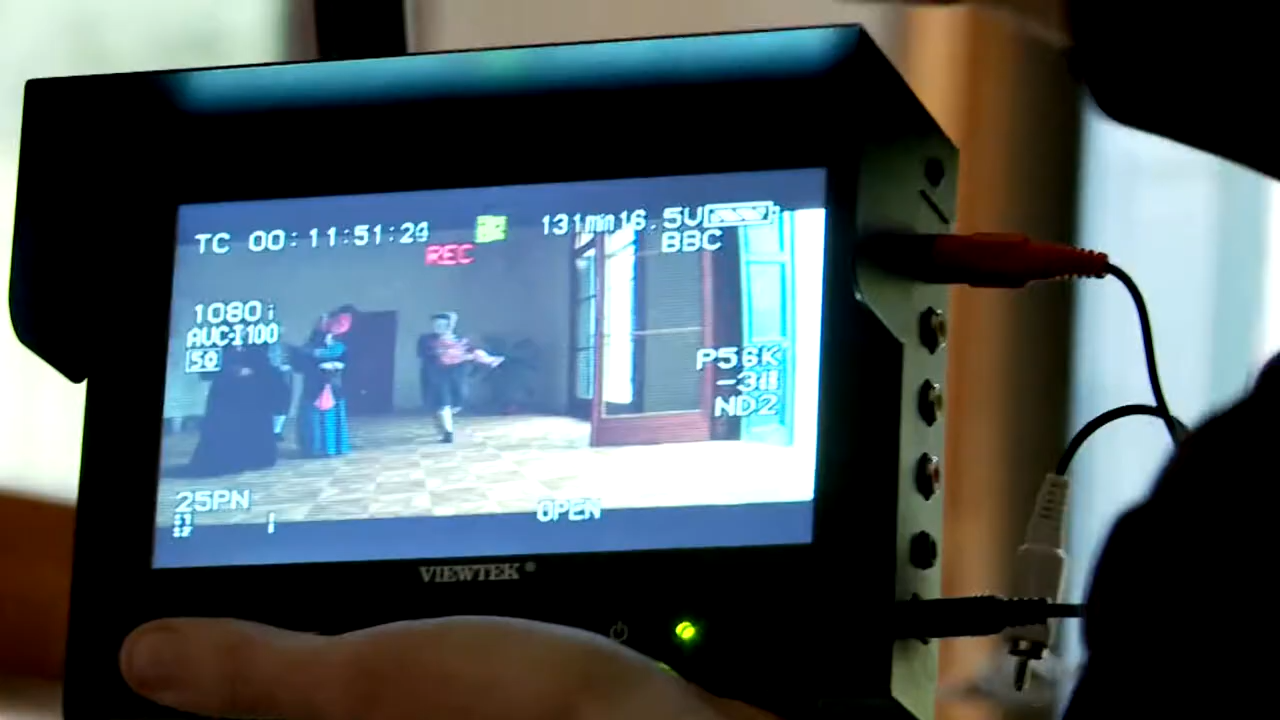 TC 00:11:51:24
131min 16.5V
REC
BBC
1080i
AVC-I100
50
P56K
ND2
25PN
OPEN
VIEWTEK®